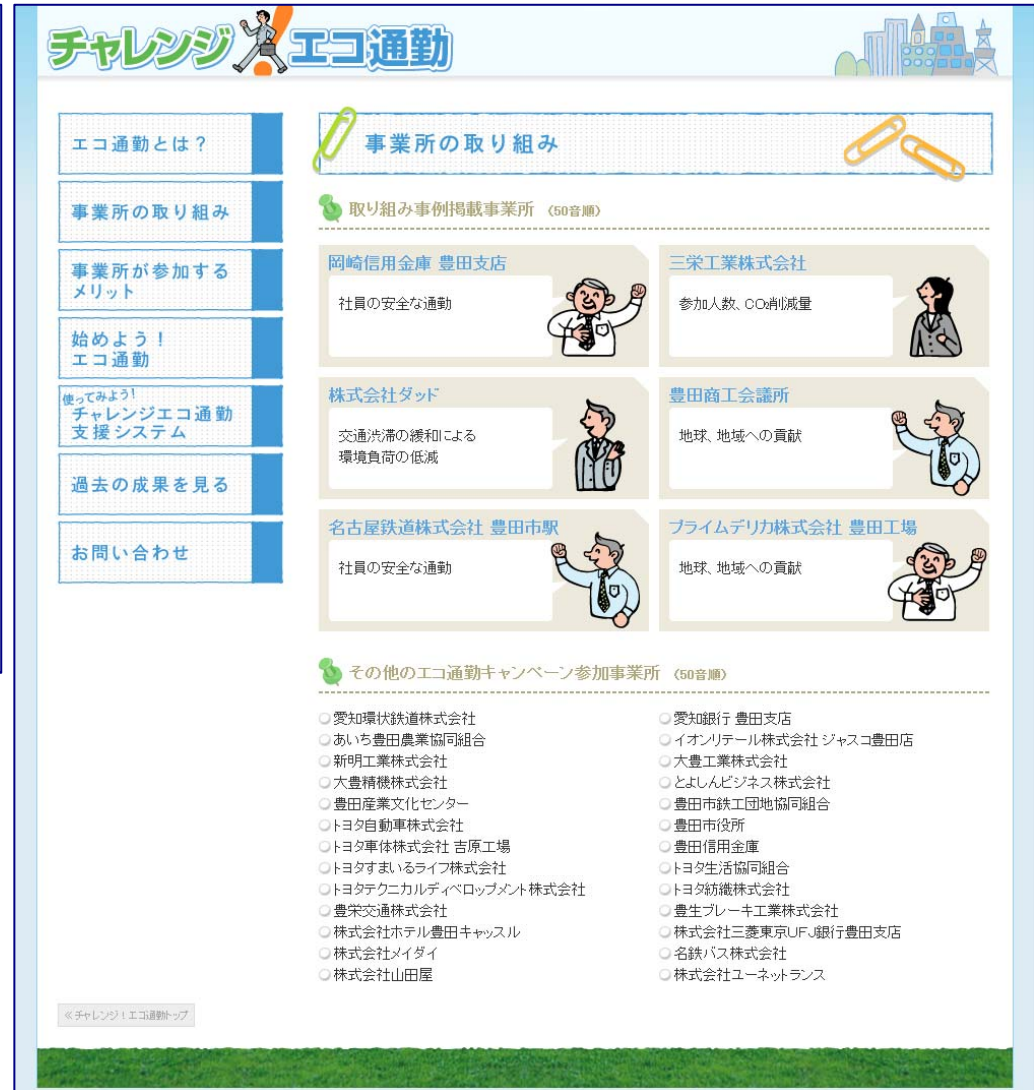 チャレンジ！エコ通勤
エコ通勤とは？
事業所の取り組み
事業所が参加する
メリット
始めよう！
エコ通勤
使ってみよう！
チャレンジエコ通勤
支援システム
過去の成果を見る
お問い合わせ
事業所の取り組み
取り組み事例掲載事業所 （50音順）
岡崎信用金庫 豊田支店
社員の安全な通勤
三栄工業株式会社
参加人数、CO2削減量
株式会社ダッド
交通渋滞の緩和による
環境負荷の低減
豊田商工会議所
地球、地域への貢献
名古屋鉄道株式会社 豊田市駅
社員の安全な通勤
プライムデリカ株式会社 豊田工場
地球、地域への貢献
その他のエコ通勤キャンペーン参加事業所 （50音順）
愛知環状鉄道株式会社
愛知銀行 豊田支店
あいち豊田農業協同組合
イオンリテール株式会社 ジャスコ豊田店
新明工業株式会社
大豊工業株式会社
大豊精機株式会社
とよしんビジネス株式会社
豊田産業文化センター
豊田市鉄工団地協同組合
トヨタ自動車株式会社
豊田市役所
トヨタ車体株式会社 吉原工場
豊田信用金庫
トヨタすまいるライフ株式会社
トヨタ生活協同組合
トヨタテクニカルディベロップメント株式会社
トヨタ紡織株式会社
豊栄交通株式会社
豊生ブレーキ工業株式会社
株式会社ホテル豊田キャッスル
株式会社三菱東京UFJ銀行豊田支店
株式会社メイダイ
名鉄バス株式会社
株式会社山田屋
株式会社ユーネットランス
≪チャレンジ！エコ通勤トップ